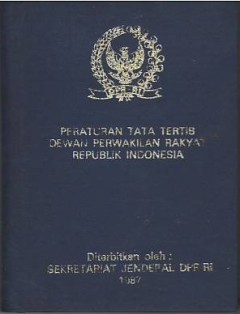 DPR-RI
PERATURAN TATA TERTIB
DEWAN PERWAKILAN RAKYAT
REPUBLIK INDONESIA
Diterbitkan oleh :
SEKRETARIAT JENDERAL DPR RI
1987